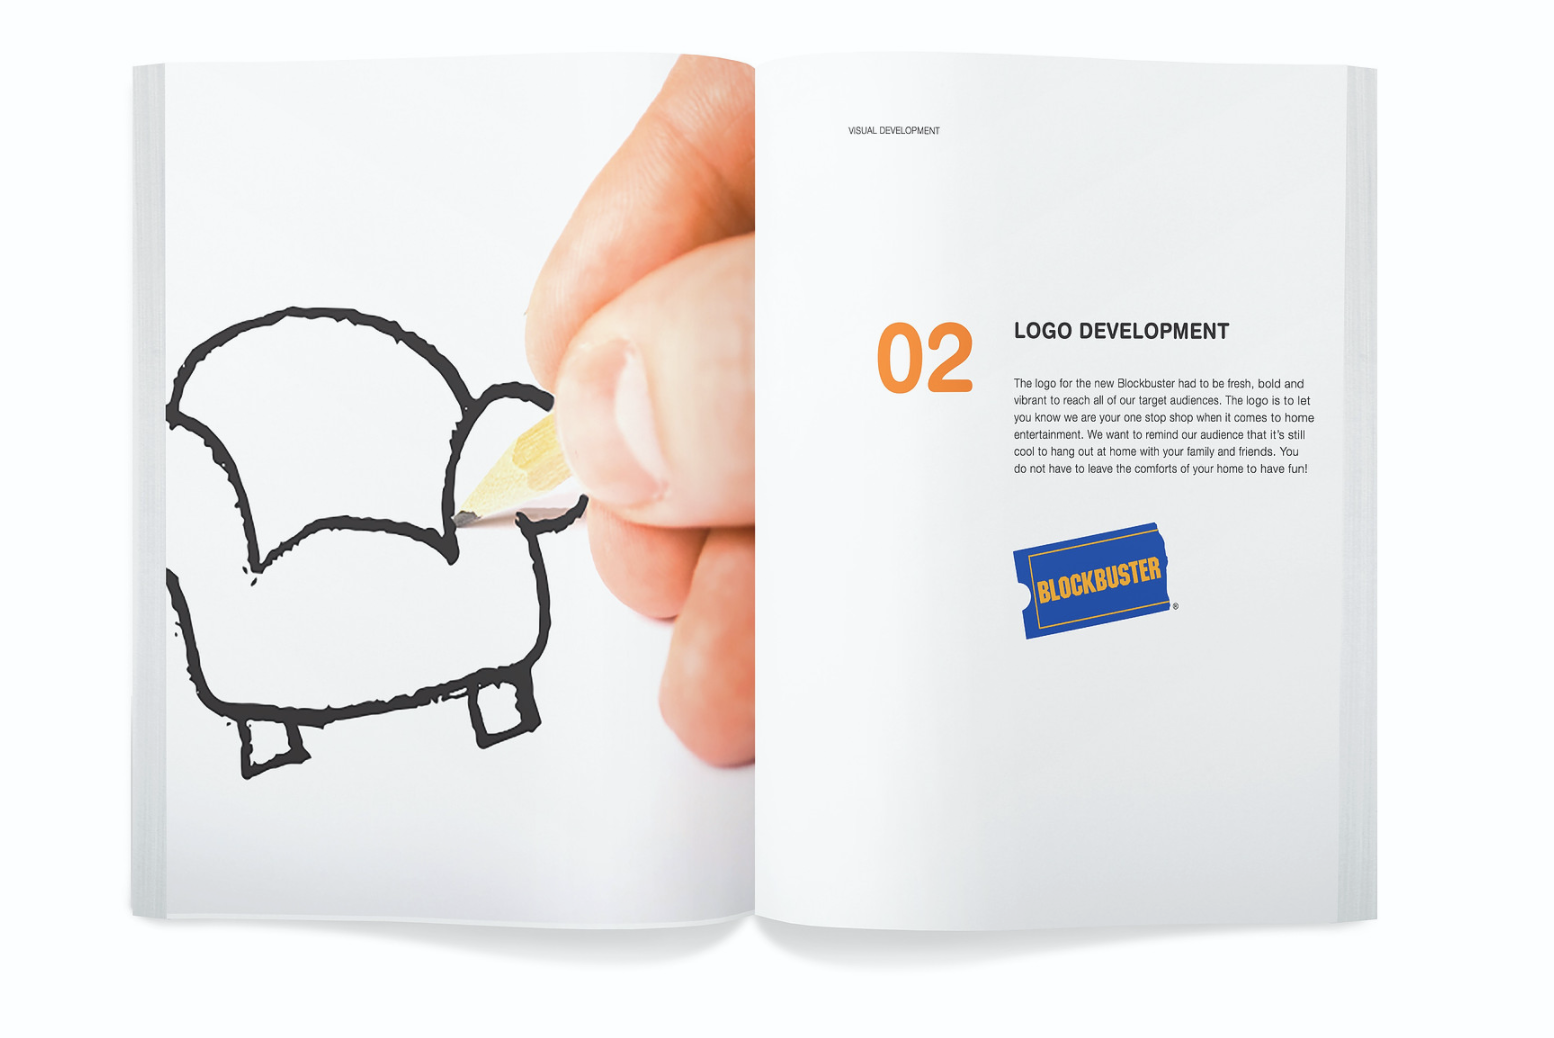 VISUAL DEVELOPMENT
02
LOGO DEVELOPMENT
The logo for the new Blockbuster had to be fresh, bold and
vibrant to reach all of our target audiences. The logo is to let
you know we are your one stop shop when it comes to home
entertainment. We want to remind our audience that it's still
cool to hang out at home with your family and friends. You
do not have to leave the comforts of your home to have fun!
BLOCKBUSTER
®